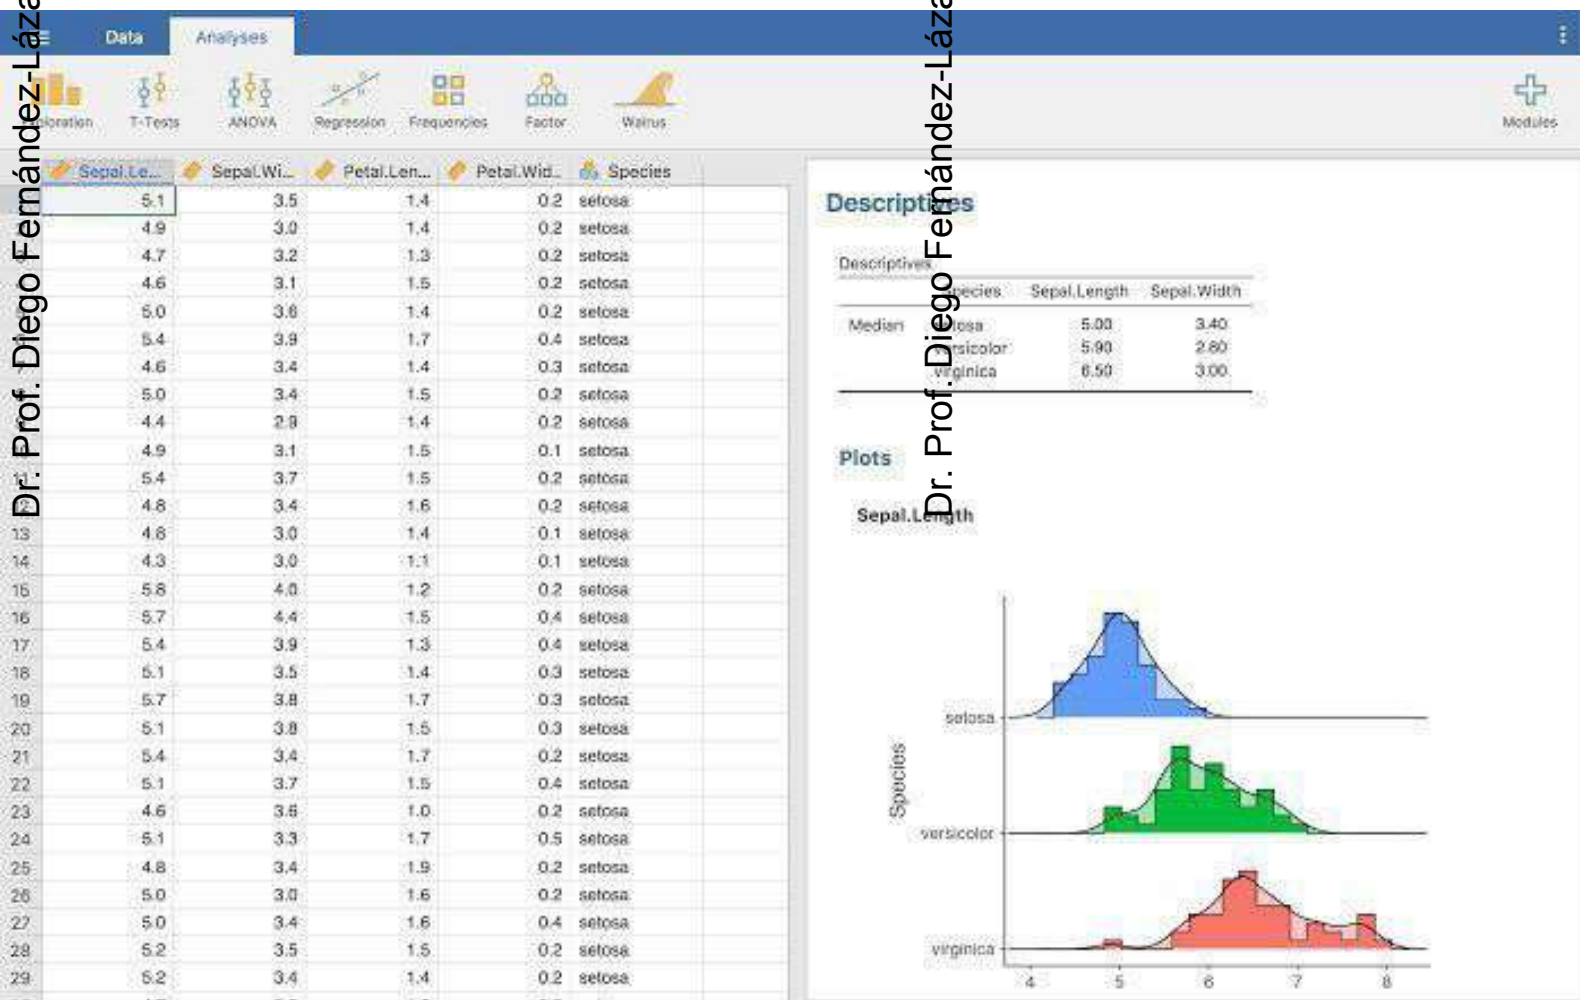 Data Analyses
Exploration T-Tests ANOVA Regression Frequencies Factor Walrus Modules
Sepal.Le... Sepal.Wi... Petal.Len... Petal.Wid... Species
5.1 3.5 1.4 0.2 setosa
4.9 3.0 1.4 0.2 setosa
4.7 3.2 1.3 0.2 setosa
4.6 3.1 1.5 0.2 setosa
5.0 3.6 1.4 0.2 setosa
5.4 3.9 1.7 0.4 setosa
4.6 3.4 1.4 0.3 setosa
5.0 3.4 1.5 0.2 setosa
4.4 2.9 1.4 0.2 setosa
4.9 3.1 1.5 0.1 setosa
11 5.4 3.7 1.5 0.2 setosa
12 4.8 3.4 1.6 0.2 setosa
13 4.8 3.0 1.4 0.1 setosa
14 4.3 3.0 1.1 0.1 setosa
15 5.8 4.0 1.2 0.2 setosa
16 5.7 4.4 1.5 0.4 setosa
17 5.4 3.9 1.3 0.4 setosa
18 5.1 3.5 1.4 0.3 setosa
19 5.7 3.8 1.7 0.3 setosa
20 5.1 3.8 1.5 0.3 setosa
21 5.4 3.4 1.7 0.2 setosa
22 5.1 3.7 1.5 0.4 setosa
23 4.6 3.6 1.0 0.2 setosa
24 5.1 3.3 1.7 0.5 setosa
25 4.8 3.4 1.9 0.2 setosa
26 5.0 3.0 1.6 0.2 setosa
27 5.0 3.4 1.6 0.4 setosa
28 5.2 3.5 1.5 0.2 setosa
29 5.2 3.4 1.4 0.2 setosa
Descriptives
Descriptives
Species Sepal.Length Sepal.Width
Median setosa 5.00 3.40
versicolor 5.90 2.80
virginica 6.50 3.00
Plots
Sepal.Length
Species
setosa
versicolor
virginica
4 5 6 7 8
Dr. Prof. Diego Fernández-Láza
Dr. Prof. Diego Fernández-Láza